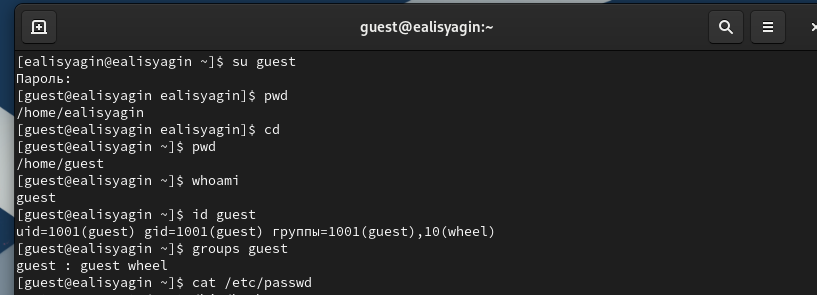 guest@ealisyagin:~
[ealisyagin@ealisyagin ~]$ su guest
Пароль:
[guest@ealisyagin ealisyagin]$ pwd
/home/ealisyagin
[guest@ealisyagin ealisyagin]$ cd
[guest@ealisyagin ~]$ pwd
/home/guest
[guest@ealisyagin ~]$ whoami
guest
[guest@ealisyagin ~]$ id guest
uid=1001(guest) gid=1001(guest) группы=1001(guest),10(wheel)
[guest@ealisyagin ~]$ groups guest
guest : guest wheel
[guest@ealisyagin ~]$ cat /etc/passwd